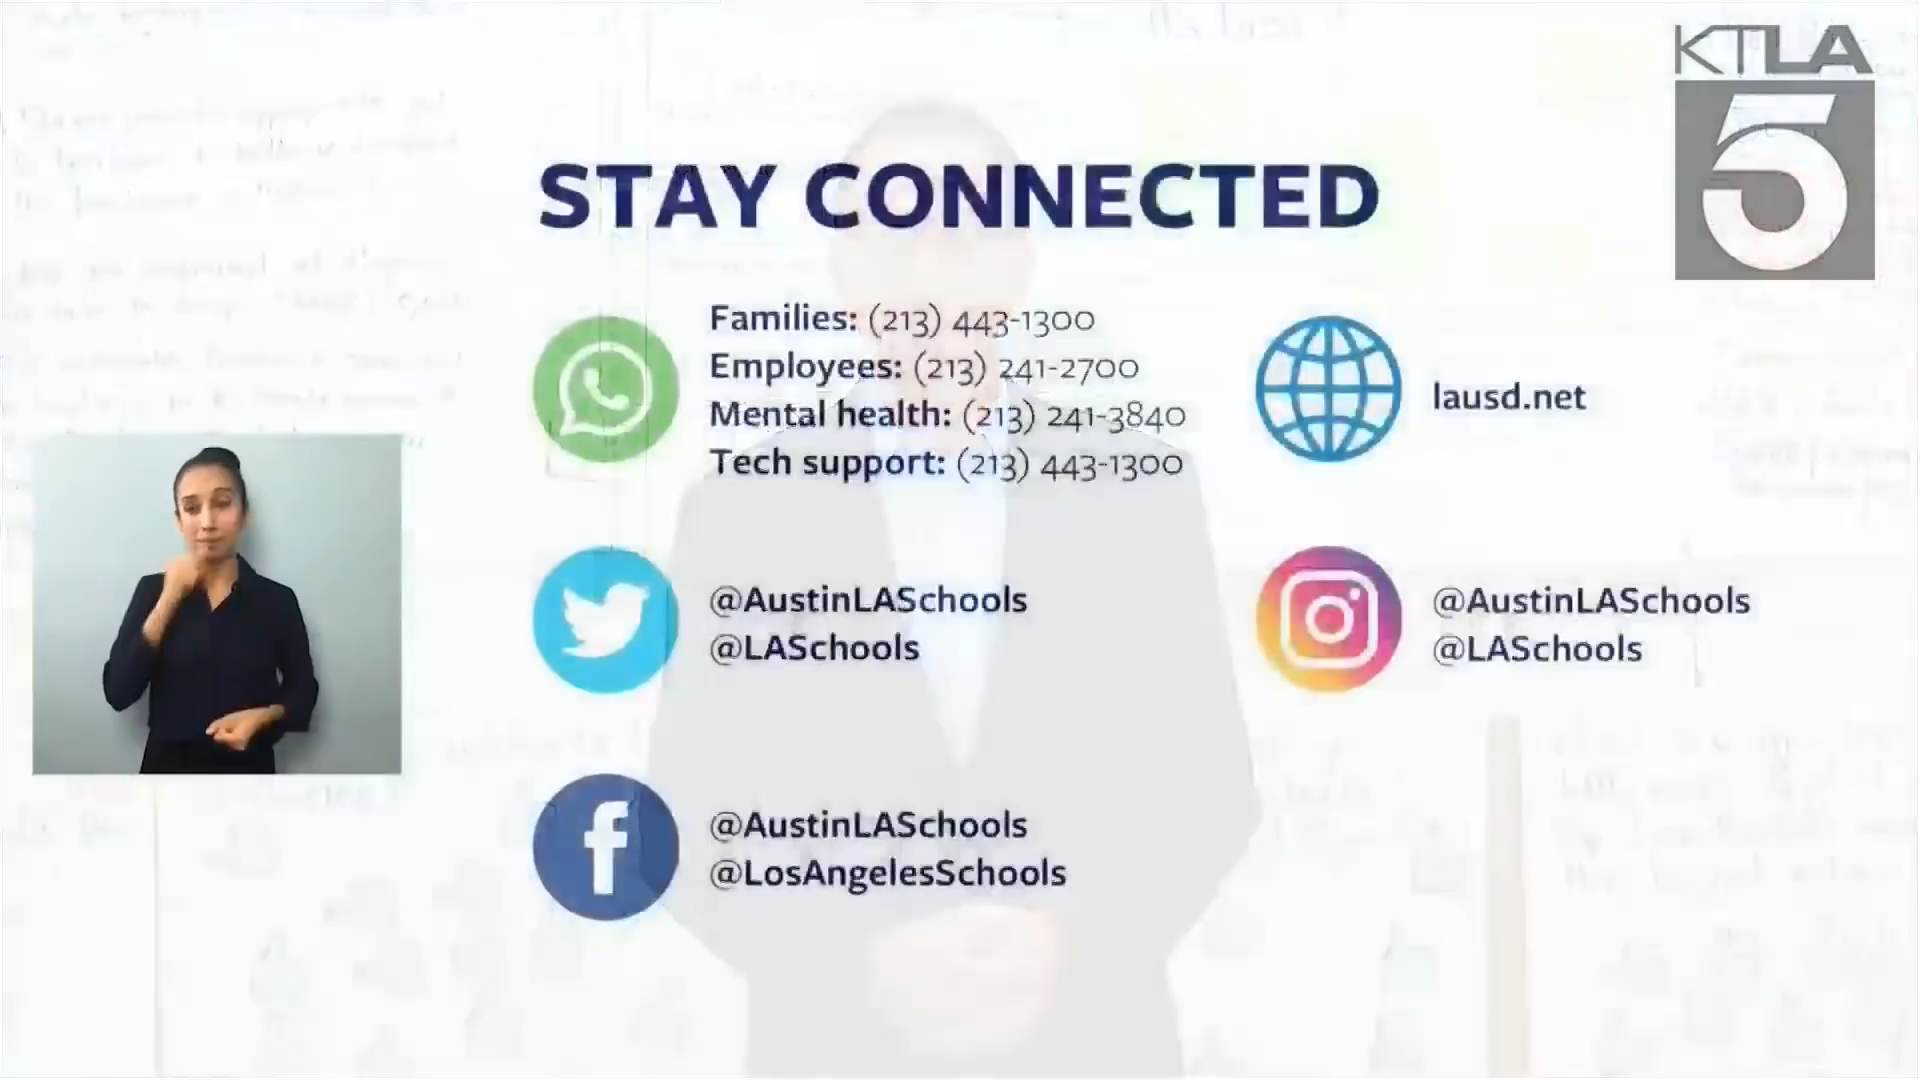 KTLA
5
STAY CONNECTED
Families: (213) 443-1300
Employees: (213) 241-2700
Mental health: (213) 241-3840
Tech support: (213) 443-1300
lausd.net
@AustinLASchools
@LASchools
@AustinLASchools
@LASchools
@AustinLASchools
@LosAngelesSchools